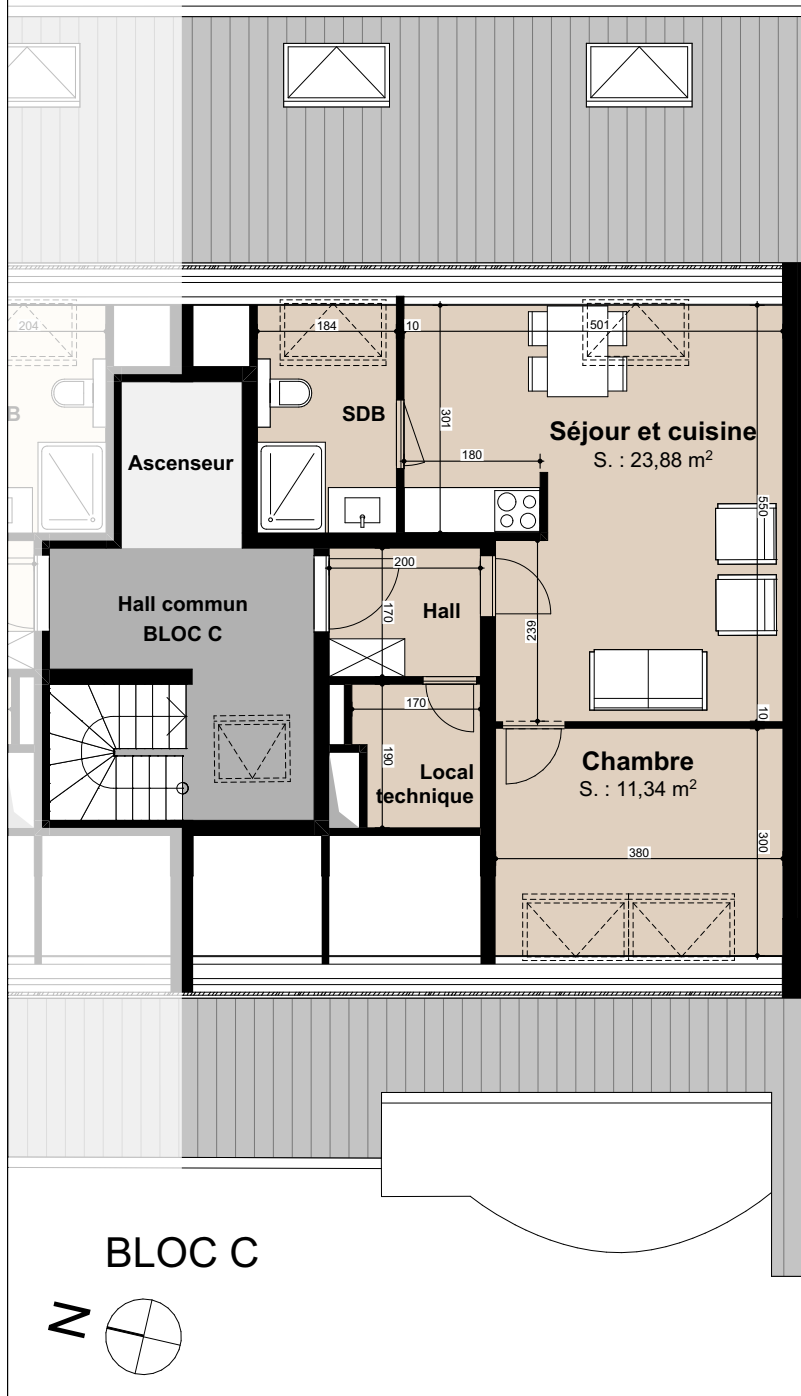 204
184
10
501
B
SDB
301
Séjour et cuisine
S. : 23,88 m²
Ascenseur
180
550
200
Hall commun
BLOC C
170
Hall
239
170
10
190
Local
technique
Chambre
S. : 11,34 m²
300
380
BLOC C
N